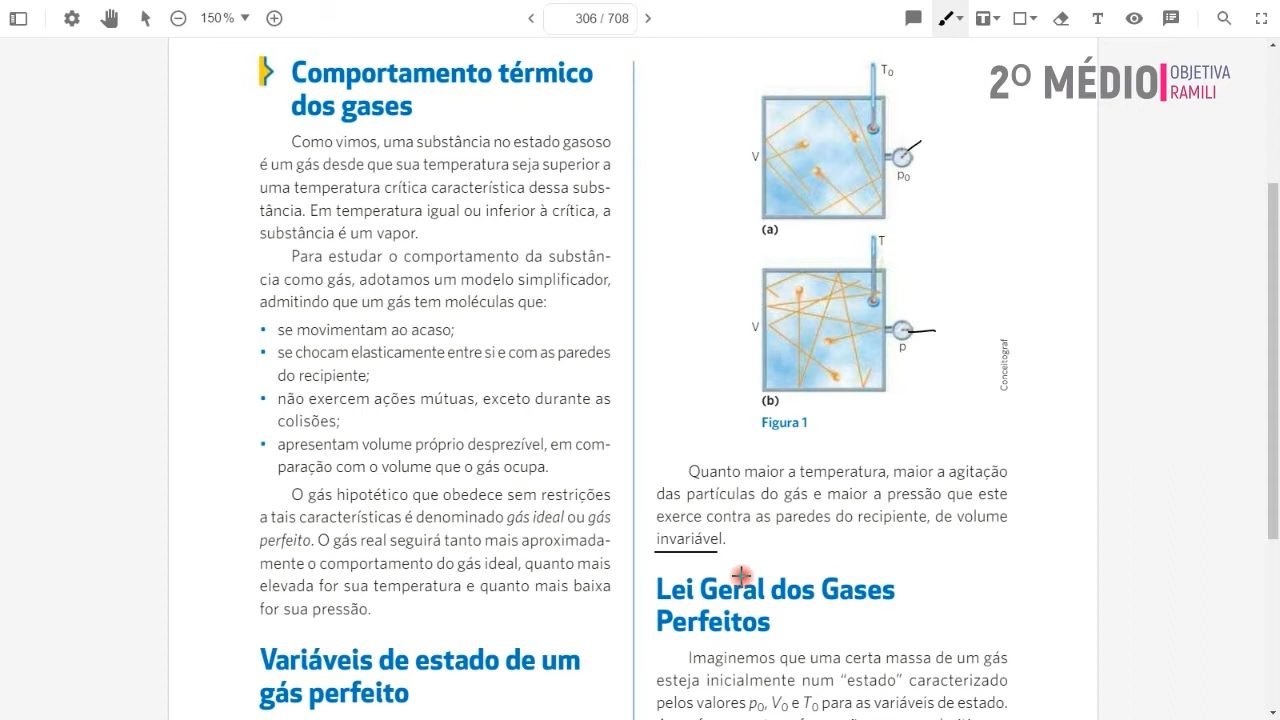 150%
306 / 708
2º MÉDIO
OBJETIVA
RAMILI
Comportamento térmico
dos gases
Como vimos, uma substância no estado gasoso
é um gás desde que sua temperatura seja superior a
uma temperatura crítica característica dessa subs-
tância. Em temperatura igual ou inferior à crítica, a
substância é um vapor.
Para estudar o comportamento da substân-
cia como gás, adotamos um modelo simplificador,
admitindo que um gás tem moléculas que:
• se movimentam ao acaso;
• se chocam elasticamente entre si e com as paredes
do recipiente;
• não exercem ações mútuas, exceto durante as
colisões;
• apresentam volume próprio desprezível, em com-
paração com o volume que o gás ocupa.
O gás hipotético que obedece sem restrições
a tais características é denominado gás ideal ou gás
perfeito. O gás real seguirá tanto mais aproximada-
mente o comportamento do gás ideal, quanto mais
elevada for sua temperatura e quanto mais baixa
for sua pressão.
Variáveis de estado de um
gás perfeito
T0
V
p0
(a)
T
V
p
(b)
Conceitograf
Figura 1
Quanto maior a temperatura, maior a agitação
das partículas do gás e maior a pressão que este
exerce contra as paredes do recipiente, de volume
invariável.
Lei Geral dos Gases
Perfeitos
Imaginemos que uma certa massa de um gás
esteja inicialmente num “estado” caracterizado
pelos valores p0, V0 e T0 para as variáveis de estado.